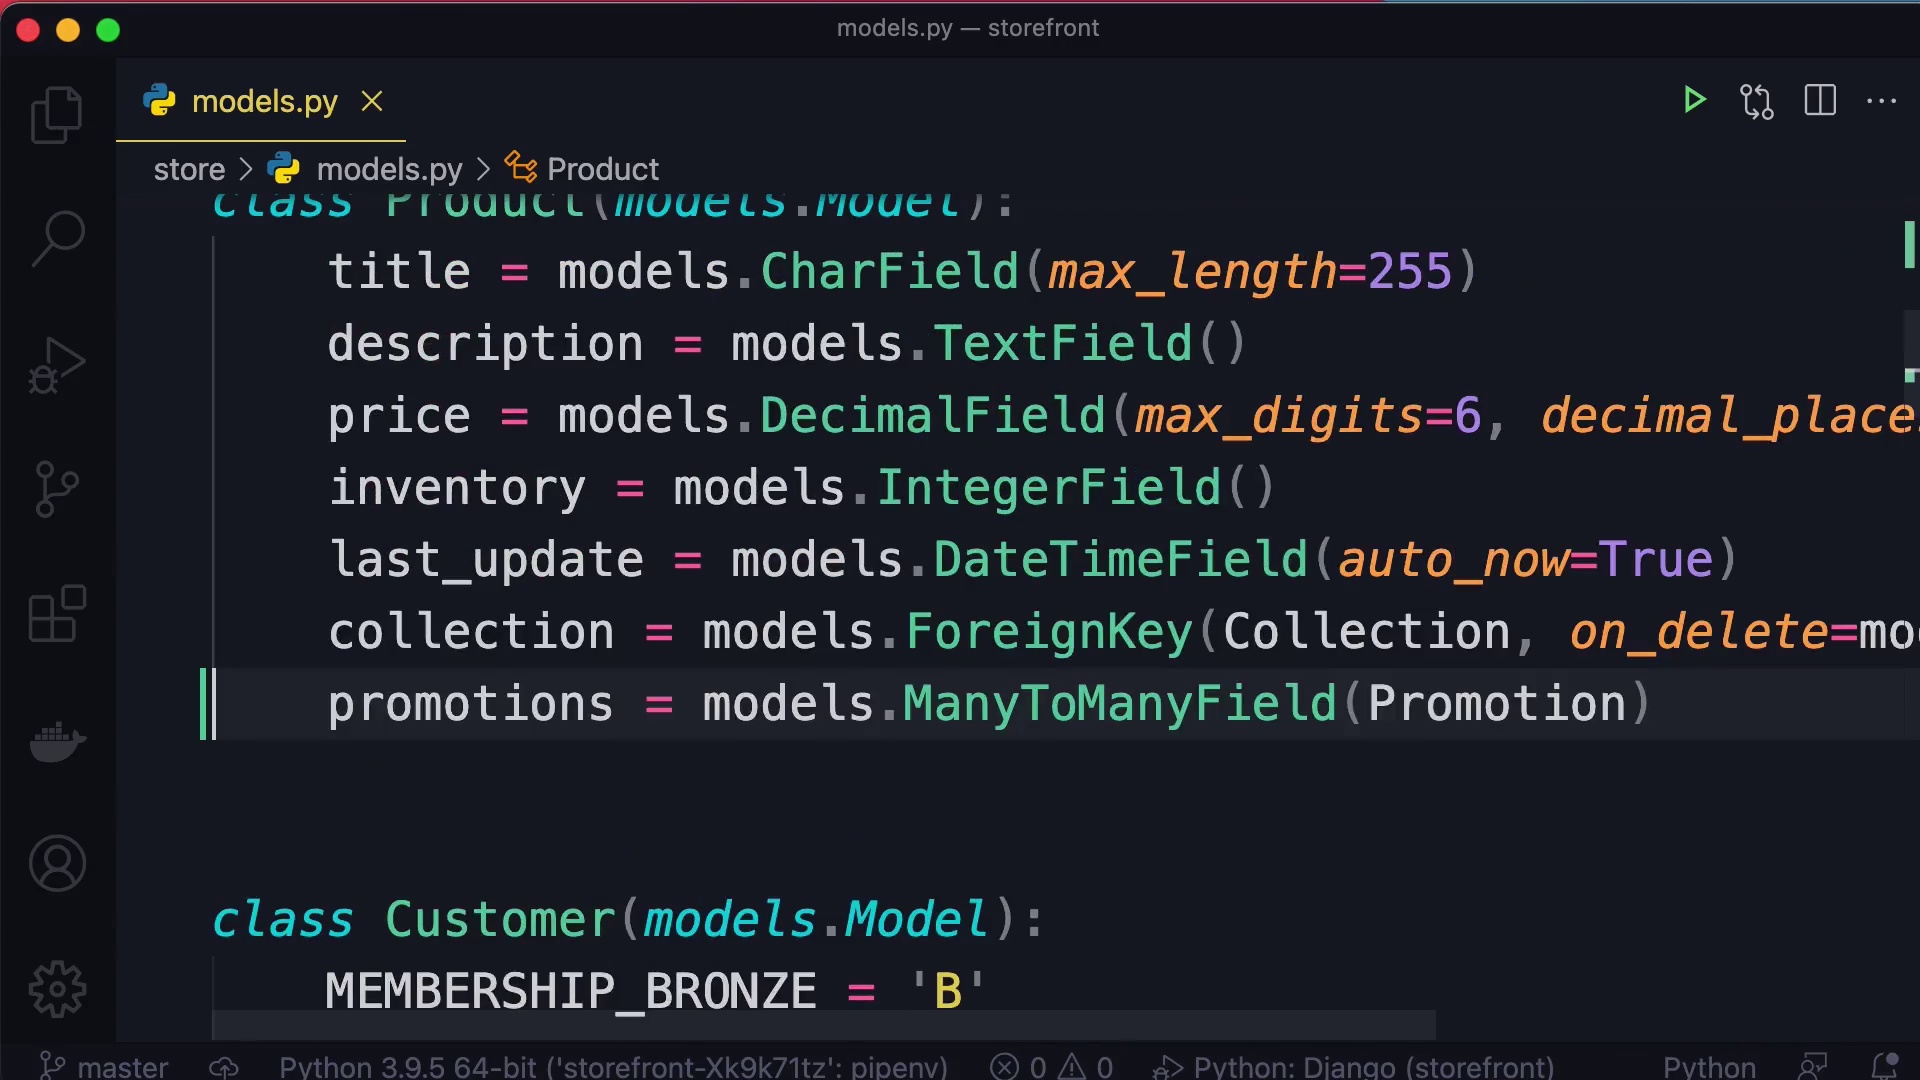 models.py — storefront
models.py
store > models.py > Product
class Product(models.Model):
title = models.CharField(max_length=255)
description = models.TextField()
price = models.DecimalField(max_digits=6, decimal_place
inventory = models.IntegerField()
last_update = models.DateTimeField(auto_now=True)
collection = models.ForeignKey(Collection, on_delete=mo
promotions = models.ManyToManyField(Promotion)
class Customer(models.Model):
MEMBERSHIP_BRONZE = 'B'
master Python 3.9.5 64-bit ('storefront-Xk9k71tz': pipenv) 0 0 Python: Django (storefront) Python